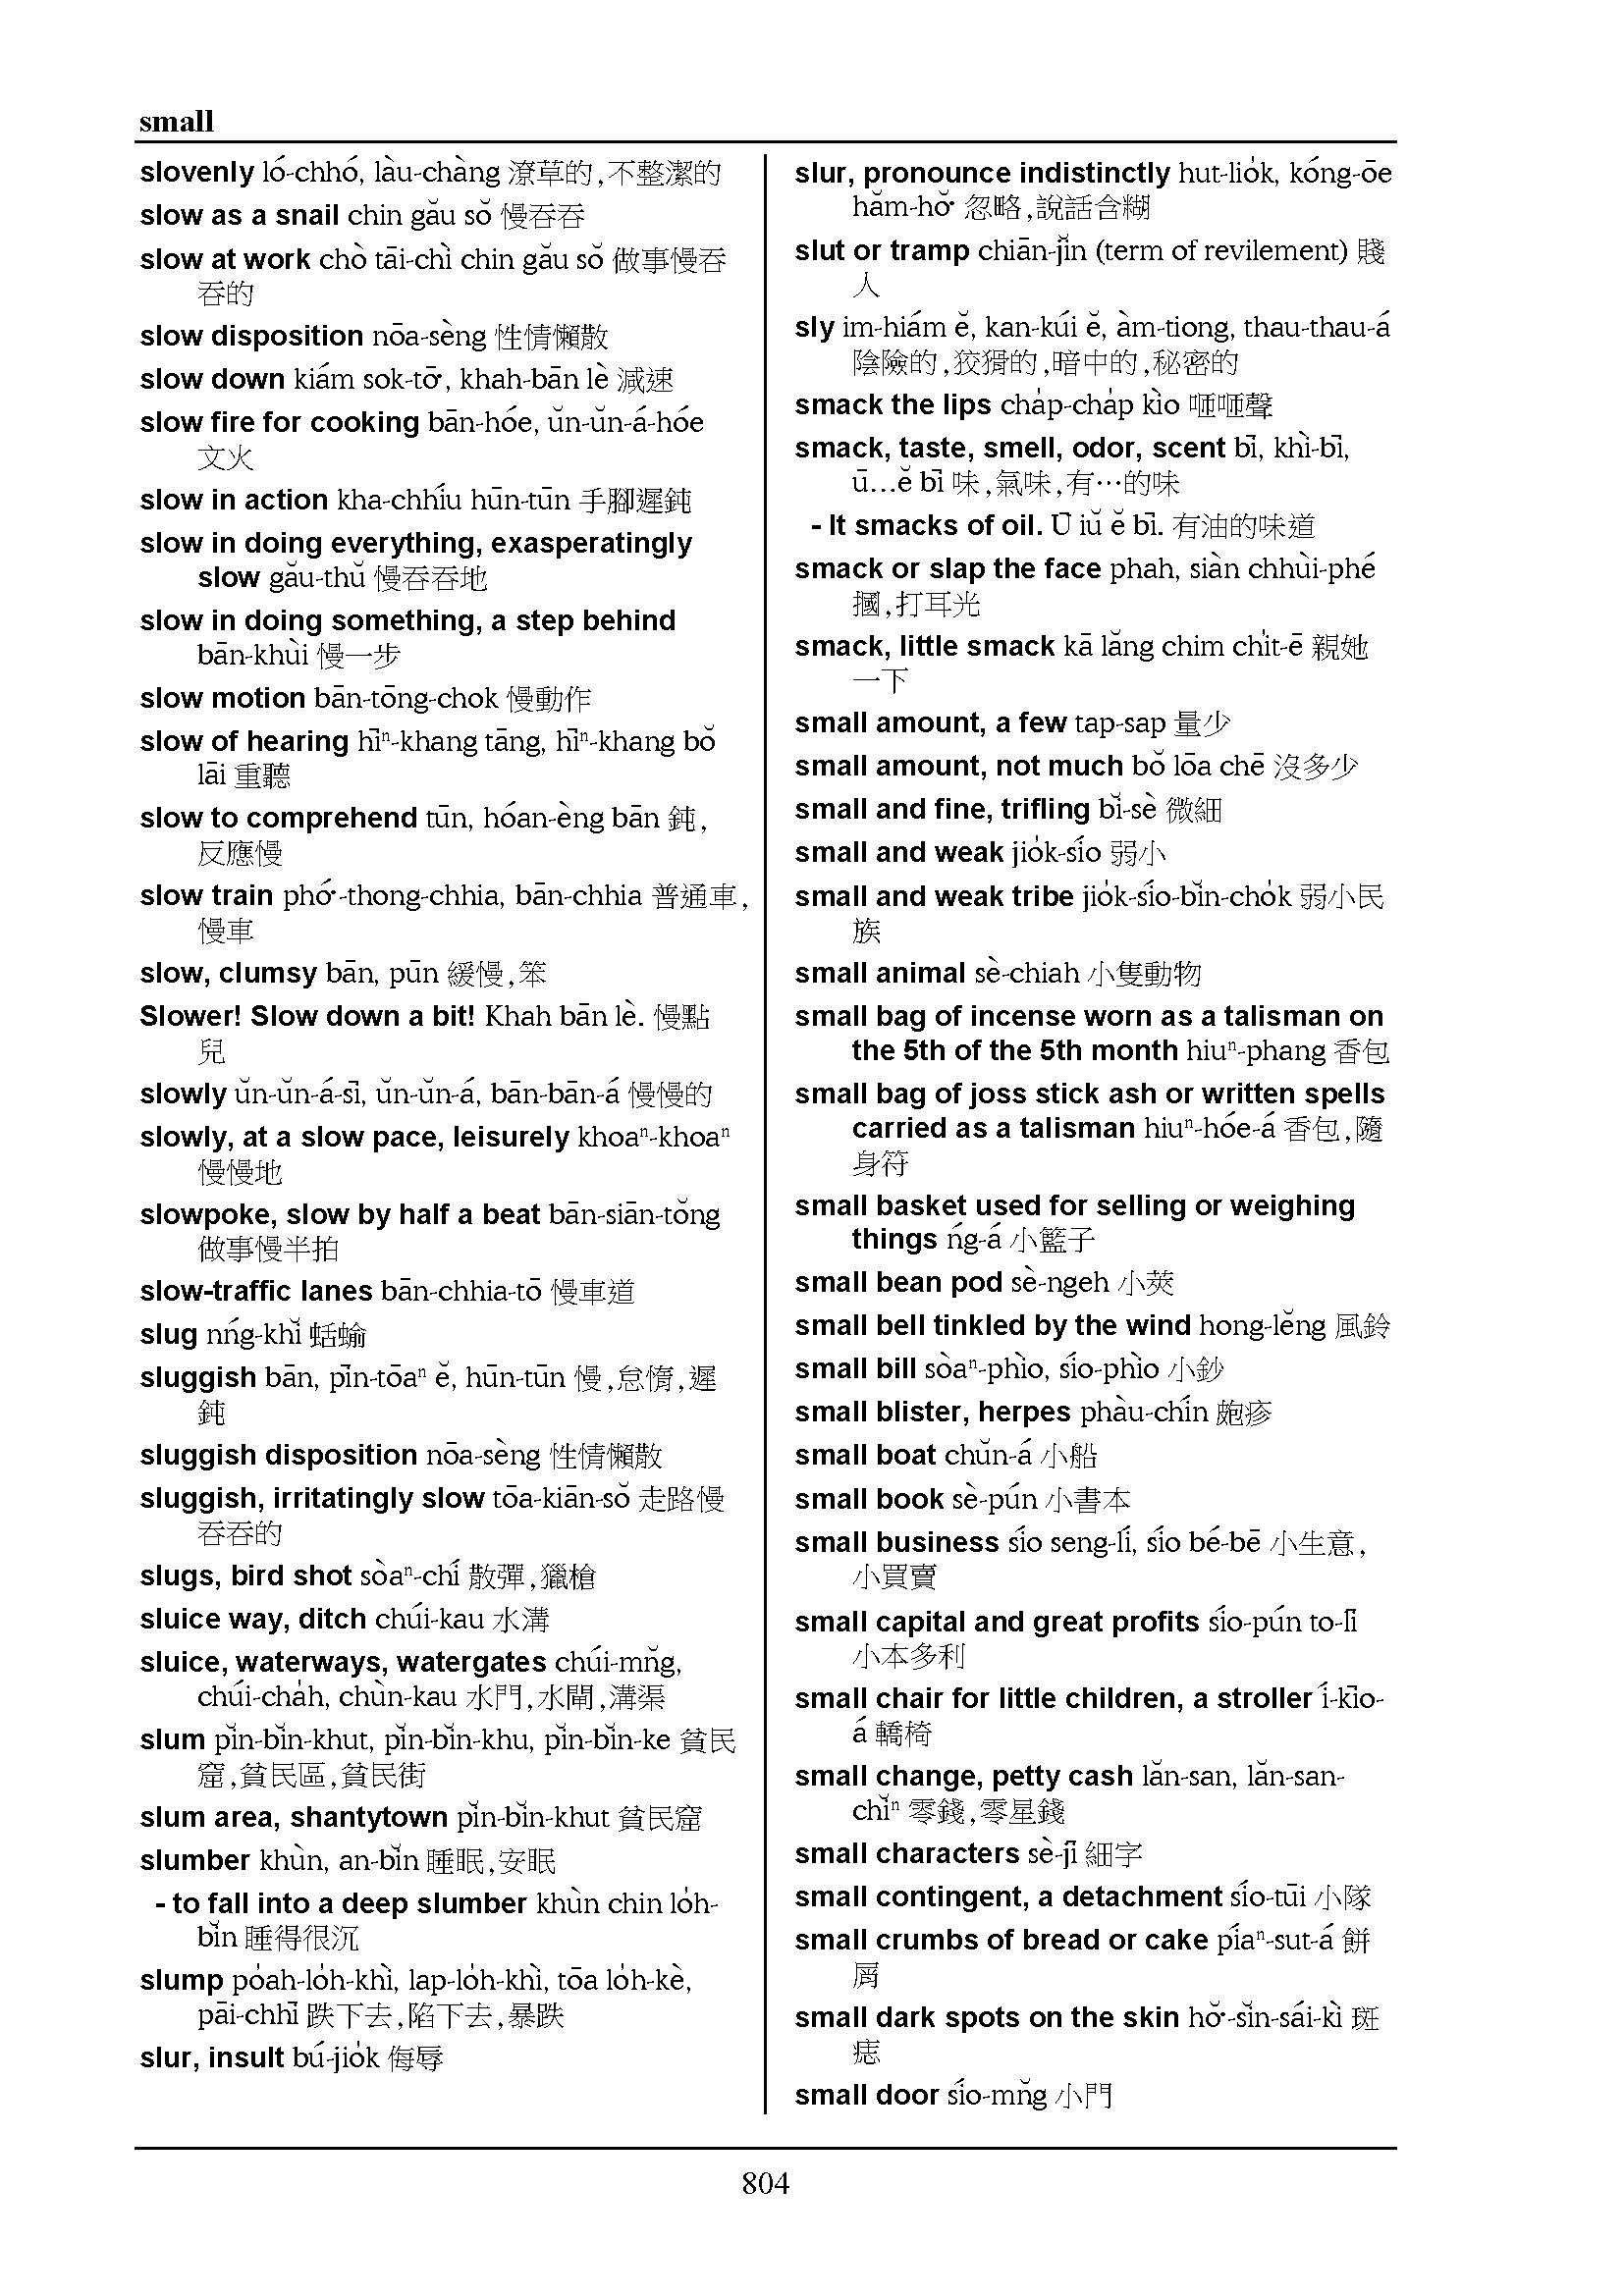 small
slovenly ló-chhó, làu-chàng 潦草的,不整潔的
slow as a snail chin gău sŏ 慢吞吞
slow at work chò tāi-chì chin gău sŏ 做事慢吞
吞的
slow disposition nōa-sèng 性情懶散
slow down kiám sok-tō͘, khah-bān lè 減速
slow fire for cooking bān-hóe, ŭn-ŭn-á-hóe
文火
slow in action kha-chhíu hūn-tūn 手腳遲鈍
slow in doing everything, exasperatingly
slow gău-thŭ 慢吞吞地
slow in doing something, a step behind
bān-khùi 慢一步
slow motion bān-tōng-chok 慢動作
slow of hearing hīⁿ-khang tāng, hīⁿ-khang bŏ
lāi 重聽
slow to comprehend tūn, hóan-èng bān 鈍,
反應慢
slow train phó͘-thong-chhia, bān-chhia 普通車,
慢車
slow, clumsy bān, pūn 緩慢,笨
Slower! Slow down a bit! Khah bān lè. 慢點
兒
slowly ŭn-ŭn-á-sī, ŭn-ŭn-á, bān-bān-á 慢慢的
slowly, at a slow pace, leisurely khoaⁿ-khoaⁿ
慢慢地
slowpoke, slow by half a beat bān-siān-tŏng
做事慢半拍
slow-traffic lanes bān-chhia-tō 慢車道
slug nńg-khĭ 蛞蝓
sluggish bān, pīn-tōaⁿ ĕ, hūn-tūn 慢,怠惰,遲
鈍
sluggish disposition nōa-sèng 性情懶散
sluggish, irritatingly slow tōa-kiān-sŏ 走路慢
吞吞的
slugs, bird shot sòaⁿ-chí 散彈,獵槍
sluice way, ditch chúi-kau 水溝
sluice, waterways, watergates chúi-mn̆g,
chúi-cha̍h, chùn-kau 水門,水閘,溝渠
slum pĭn-bĭn-khut, pĭn-bĭn-khu, pĭn-bĭn-ke 貧民
窟,貧民區,貧民街
slum area, shantytown pĭn-bĭn-khut 貧民窟
slumber khùn, an-bĭn 睡眠,安眠
- to fall into a deep slumber khùn chin lo̍h-
bĭn 睡得很沉
slump po̍ah-lo̍h-khì, lap-lo̍h-khì, tōa lo̍h-kè,
pāi-chhī 跌下去,陷下去,暴跌
slur, insult bú-jio̍k 侮辱
slur, pronounce indistinctly hut-lio̍k, kóng-ōe
hăm-hŏ͘ 忽略,說話含糊
slut or tramp chiān-jĭn (term of revilement) 賤
人
sly im-hiám ĕ, kan-kúi ĕ, àm-tiong, thau-thau-á
陰險的,狡猾的,暗中的,秘密的
smack the lips cha̍p-cha̍p kìo 咂咂聲
smack, taste, smell, odor, scent bī, khì-bī,
ū...ĕ bī 味,氣味,有⋯的味
- It smacks of oil. Ū iŭ ĕ bī. 有油的味道
smack or slap the face phah, siàn chhùi-phé
摑,打耳光
smack, little smack kā lăng chim chi̍t-ē 親她
一下
small amount, a few tap-sap 量少
small amount, not much bŏ lōa chē 沒多少
small and fine, trifling bĭ-sè 微細
small and weak jio̍k-sío 弱小
small and weak tribe jio̍k-sío-bĭn-cho̍k 弱小民
族
small animal sè-chiah 小隻動物
small bag of incense worn as a talisman on
the 5th of the 5th month hiuⁿ-phang 香包
small bag of joss stick ash or written spells
carried as a talisman hiuⁿ-hóe-á 香包,隨
身符
small basket used for selling or weighing
things ńg-á 小籃子
small bean pod sè-ngeh 小莢
small bell tinkled by the wind hong-lĕng 風鈴
small bill sòaⁿ-phìo, sío-phìo 小鈔
small blister, herpes phàu-chín 皰疹
small boat chŭn-á 小船
small book sè-pún 小書本
small business sío seng-lí, sío bé-bē 小生意,
小買賣
small capital and great profits sío-pún to-lī
小本多利
small chair for little children, a stroller í-kīo-
á 轎椅
small change, petty cash lăn-san, lăn-san-
chĭⁿ 零錢,零星錢
small characters sè-jī 細字
small contingent, a detachment sío-tūi 小隊
small crumbs of bread or cake píaⁿ-sut-á 餅
屑
small dark spots on the skin hŏ͘-sĭn-sái-kì 斑
痣
small door sío-mn̆g 小門
804